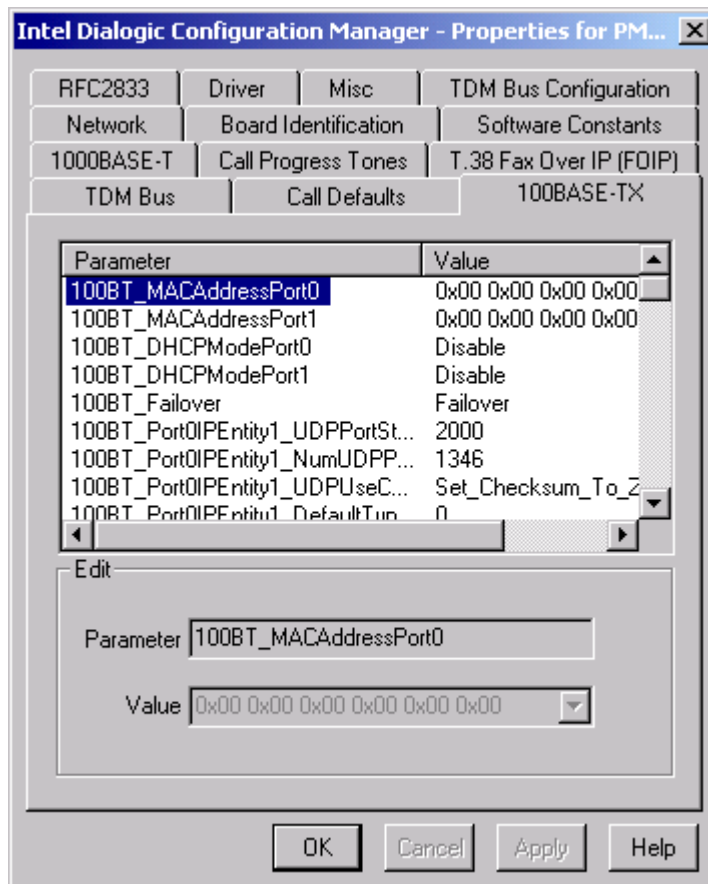 Intel Dialogic Configuration Manager - Properties for PM...
RFC2833 Driver Misc TDM Bus Configuration
Network Board Identification Software Constants
1000BASE-T Call Progress Tones T.38 Fax Over IP (FOIP)
TDM Bus Call Defaults 100BASE-TX
Parameter Value
100BT_MACAddressPort0 0x00 0x00 0x00 0x00
100BT_MACAddressPort1 0x00 0x00 0x00 0x00
100BT_DHCPModePort0 Disable
100BT_DHCPModePort1 Disable
100BT_Failover Failover
100BT_Port0IPEntity1_UDPPortSt... 2000
100BT_Port0IPEntity1_NumUDPP... 1346
100BT_Port0IPEntity1_UDPUseC... Set_Checksum_To_Z
100BT_Port0IPEntity1_DefaultTyp 0
Edit
Parameter 100BT_MACAddressPort0
Value 0x00 0x00 0x00 0x00 0x00 0x00
OK Cancel Apply Help